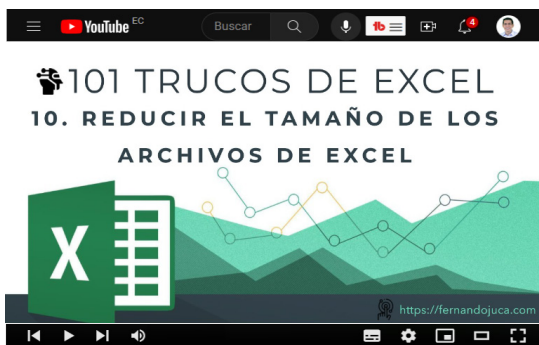 YouTube EC
Buscar
1b
4
101 TRUCOS DE EXCEL
10. REDUCIR EL TAMAÑO DE LOS
ARCHIVOS DE EXCEL
X
https://fernandojuca.com